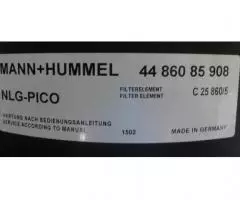 MANN+HUMMEL 44 860 85 908
NLG-PICO FILTERELEMENT C 25 860/5
FILTER ELEMENT
WARTUNG NACH BEDIENUNGSANLEITUNG
SERVICE ACCORDING TO MANUAL 1502 MADE IN GERMANY